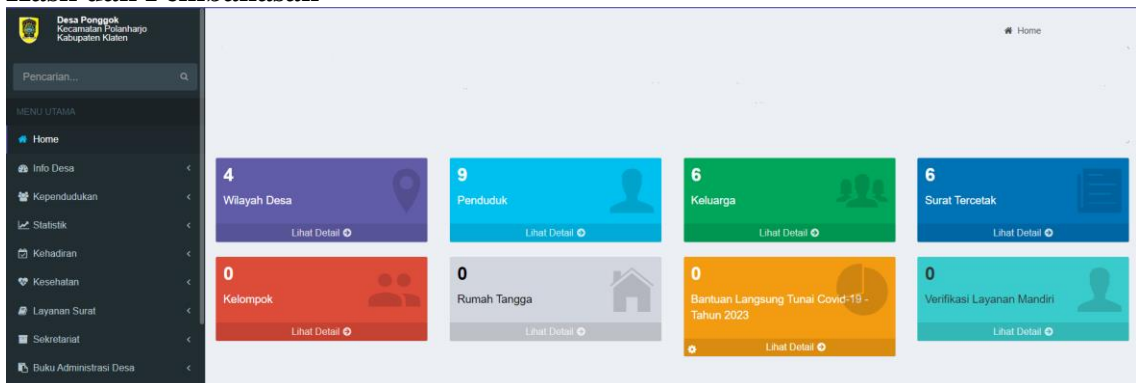 Desa Ponggok
Kecamatan Polanharjo
Kabupaten Klaten
Home
Pencarian...
MENU UTAMA
Home
Info Desa
Kependudukan
Statistik
Kehadiran
Kesehatan
Layanan Surat
Sekretariat
Buku Administrasi Desa
4
Wilayah Desa
Lihat Detail
9
Penduduk
Lihat Detail
6
Keluarga
Lihat Detail
6
Surat Tercetak
Lihat Detail
0
Kelompok
Lihat Detail
0
Rumah Tangga
Lihat Detail
0
Bantuan Langsung Tunai Covid-19 -
Tahun 2023
Lihat Detail
0
Verifikasi Layanan Mandiri
Lihat Detail